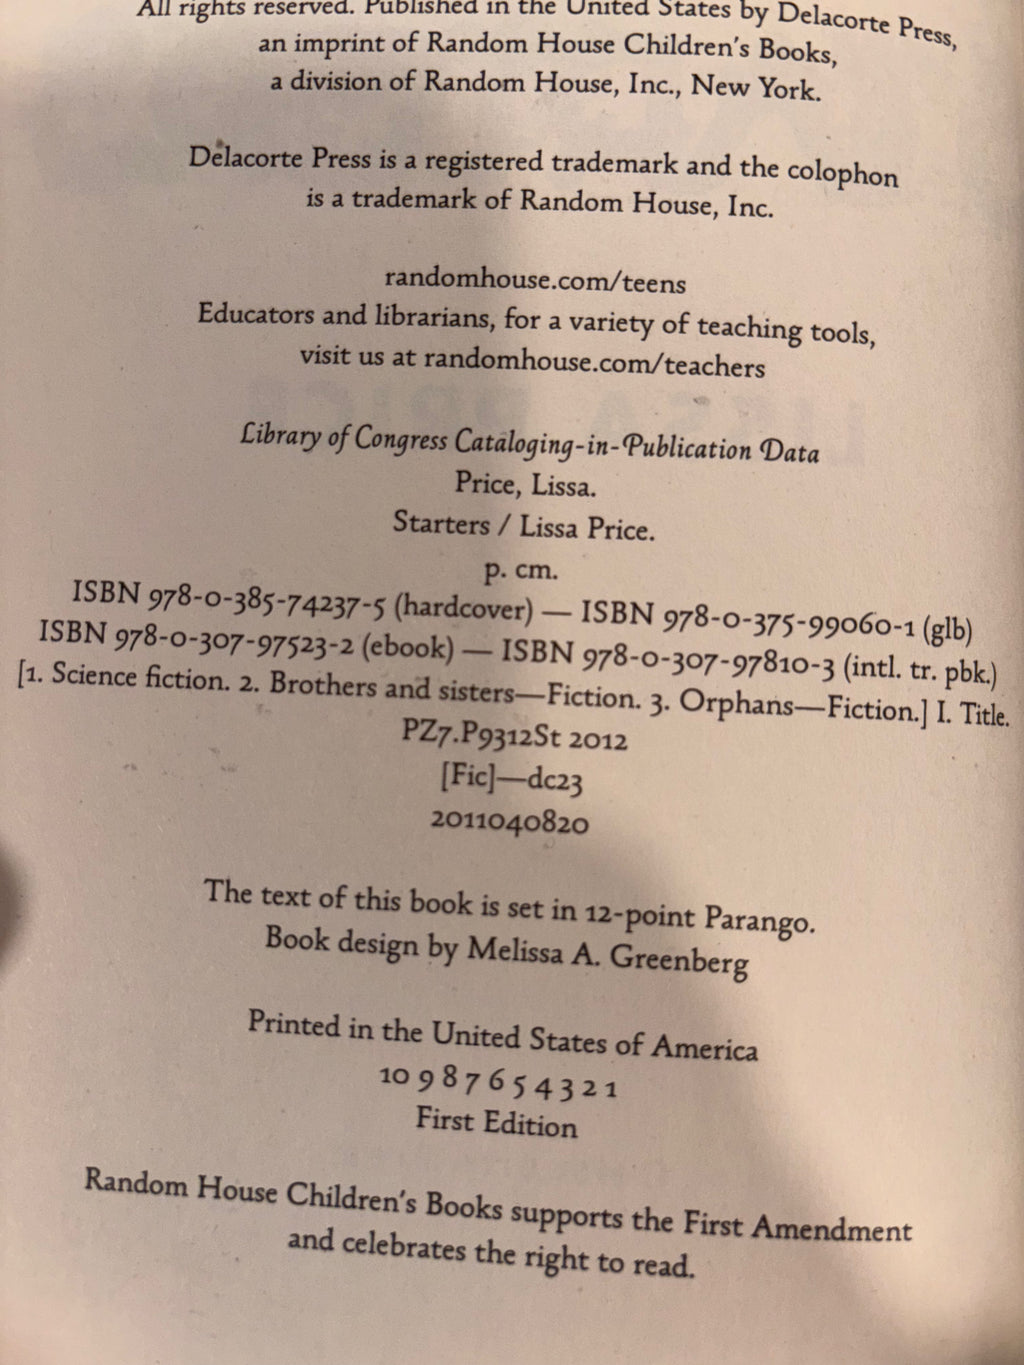 All rights reserved. Published in the United States by Delacorte Press,
an imprint of Random House Children's Books,
a division of Random House, Inc., New York.
Delacorte Press is a registered trademark and the colophon
is a trademark of Random House, Inc.
randomhouse.com/teens
Educators and librarians, for a variety of teaching tools,
visit us at randomhouse.com/teachers
Library of Congress Cataloging-in-Publication Data
Price, Lissa.
Starters / Lissa Price.
p. cm.
ISBN 978-0-385-74237-5 (hardcover) — ISBN 978-0-375-99060-1 (glb)
ISBN 978-0-307-97523-2 (ebook) — ISBN 978-0-307-97810-3 (intl. tr. pbk.)
[1. Science fiction. 2. Brothers and sisters—Fiction. 3. Orphans—Fiction.] I. Title.
PZ7.P9312St 2012
[Fic]—dc23
2011040820
The text of this book is set in 12-point Parango.
Book design by Melissa A. Greenberg
Printed in the United States of America
10 9 8 7 6 5 4 3 2 1
First Edition
Random House Children's Books supports the First Amendment
and celebrates the right to read.